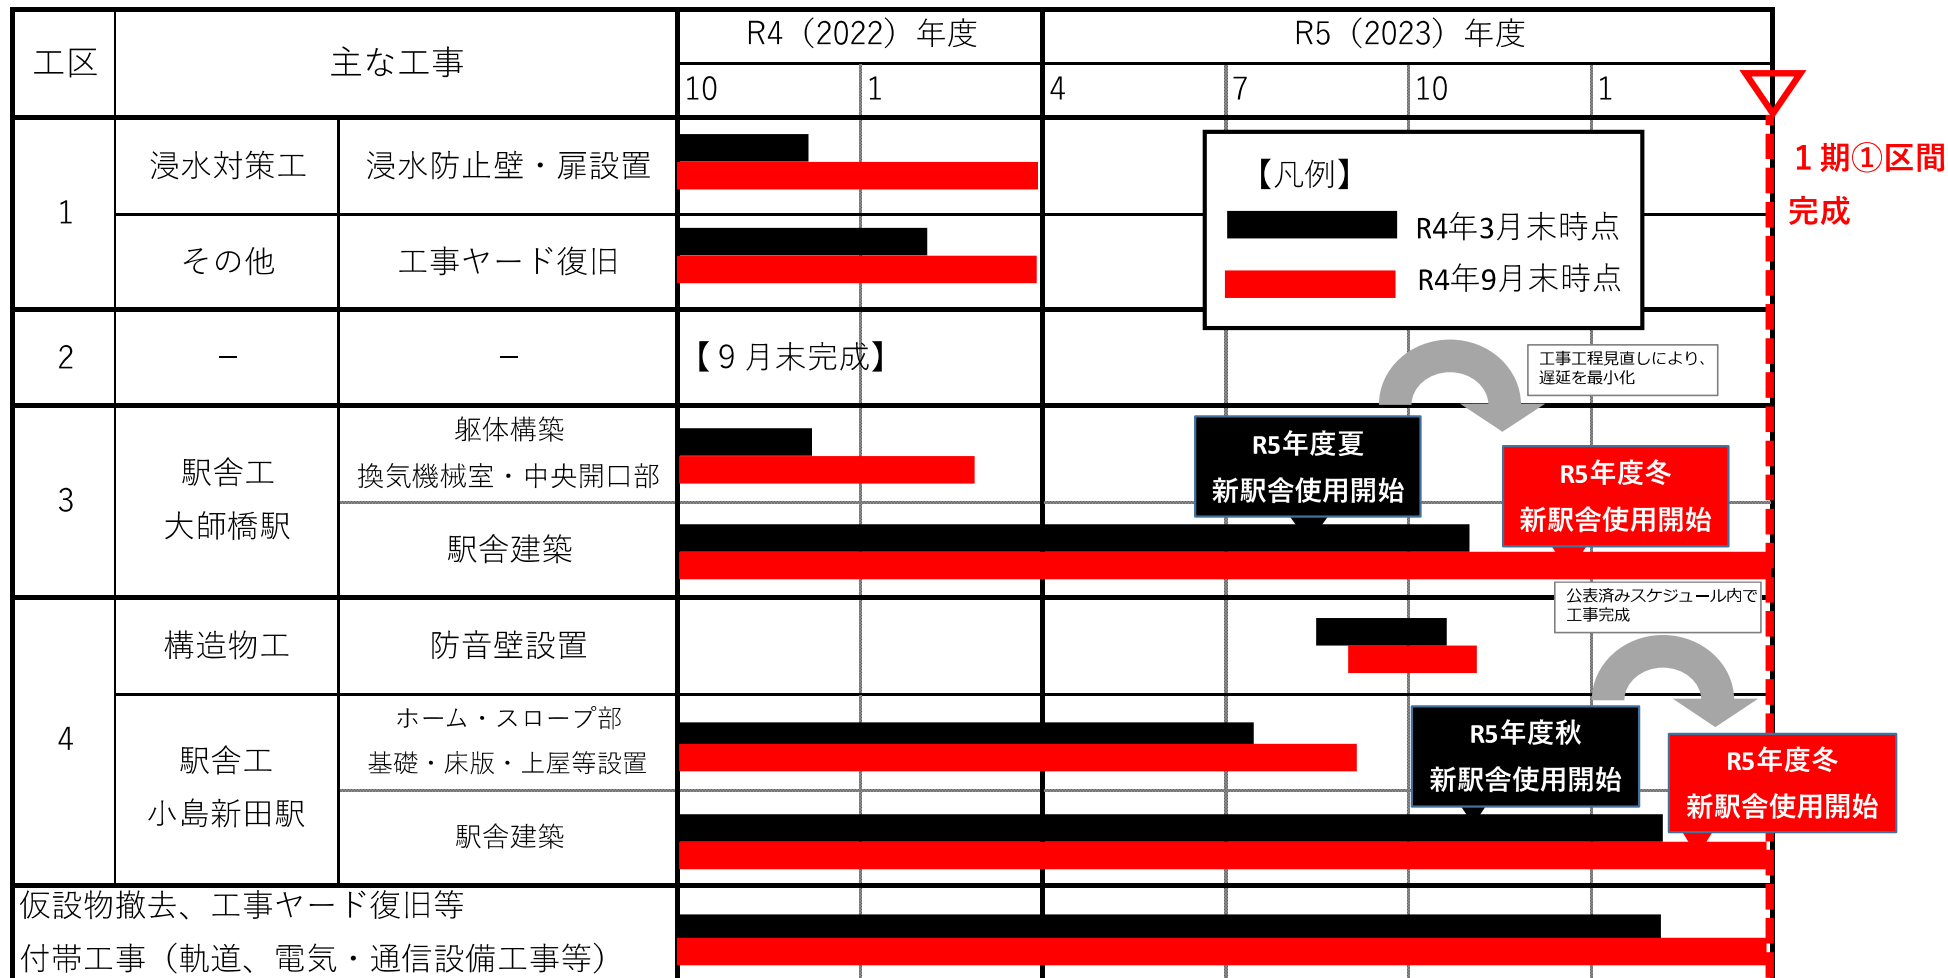 工区
主な工事
R4（2022）年度
R5（2023）年度
10
1
4
7
10
1
1期①区間
完成
【凡例】
R4年3月末時点
R4年9月末時点
1
浸水対策工
浸水防止壁・扉設置
その他
工事ヤード復旧
2
－
－
【９月末完成】
工事工程見直しにより、
遅延を最小化
3
駅舎工
大師橋駅
躯体構築
換気機械室・中央開口部
R5年度夏
新駅舎使用開始
R5年度冬
新駅舎使用開始
駅舎建築
公表済みスケジュール内で
工事完成
4
構造物工
防音壁設置
駅舎工
小島新田駅
ホーム・スロープ部
基礎・床版・上屋等設置
R5年度秋
新駅舎使用開始
R5年度冬
新駅舎使用開始
駅舎建築
仮設物撤去、工事ヤード復旧等
付帯工事（軌道、電気・通信設備工事等）